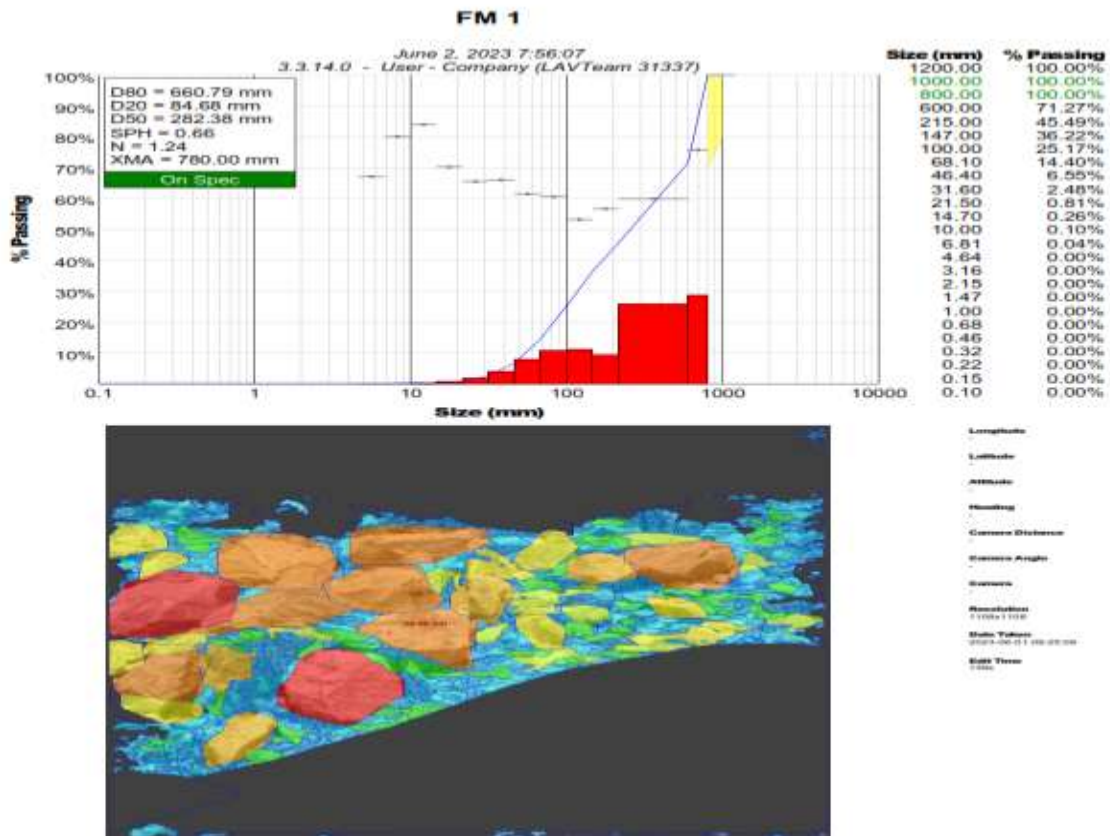 FM 1
June 2, 2023 7:56:07
3.3.14.0 - User - Company (LAVTeam 31337)
D80 = 660.79 mm
D20 = 84.68 mm
D50 = 282.38 mm
SPH = 0.66
N = 1.24
XMA = 780.00 mm
On Spec
% Passing
100%
90%
80%
70%
60%
50%
40%
30%
20%
10%
0.1 1 10 100 1000 10000
Size (mm)
Size (mm) % Passing
1200.00 100.00%
1000.00 100.00%
800.00 100.00%
600.00 71.27%
215.00 45.49%
147.00 36.22%
100.00 25.17%
68.10 14.40%
46.40 6.55%
31.60 2.48%
21.50 0.81%
14.70 0.26%
10.00 0.10%
6.81 0.04%
4.64 0.00%
3.16 0.00%
2.15 0.00%
1.47 0.00%
1.00 0.00%
0.68 0.00%
0.46 0.00%
0.32 0.00%
0.22 0.00%
0.15 0.00%
0.10 0.00%
Longitude
-
Latitude
-
Altitude
-
Heading
-
Camera Distance
-
Camera Angle
-
Camera
-
Resolution
Date Taken
Edit Time